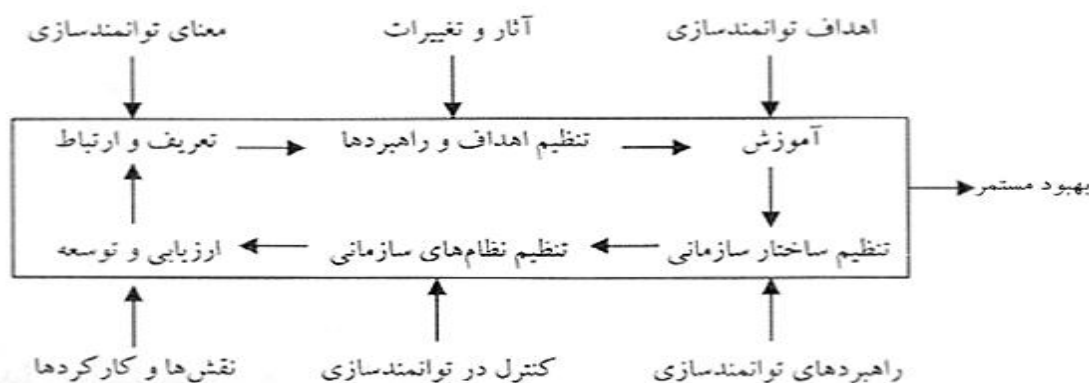 اهداف توانمندسازی آثار و تغییرات معنای توانمندسازی
آموزش تنظیم اهداف و راهبردها تعریف و ارتباط
بهبود مستمر
تنظیم ساختار سازمانی تنظیم نظام‌های سازمانی ارزیابی و توسعه
راهبردهای توانمندسازی کنترل در توانمندسازی نقش‌ها و کارکردها